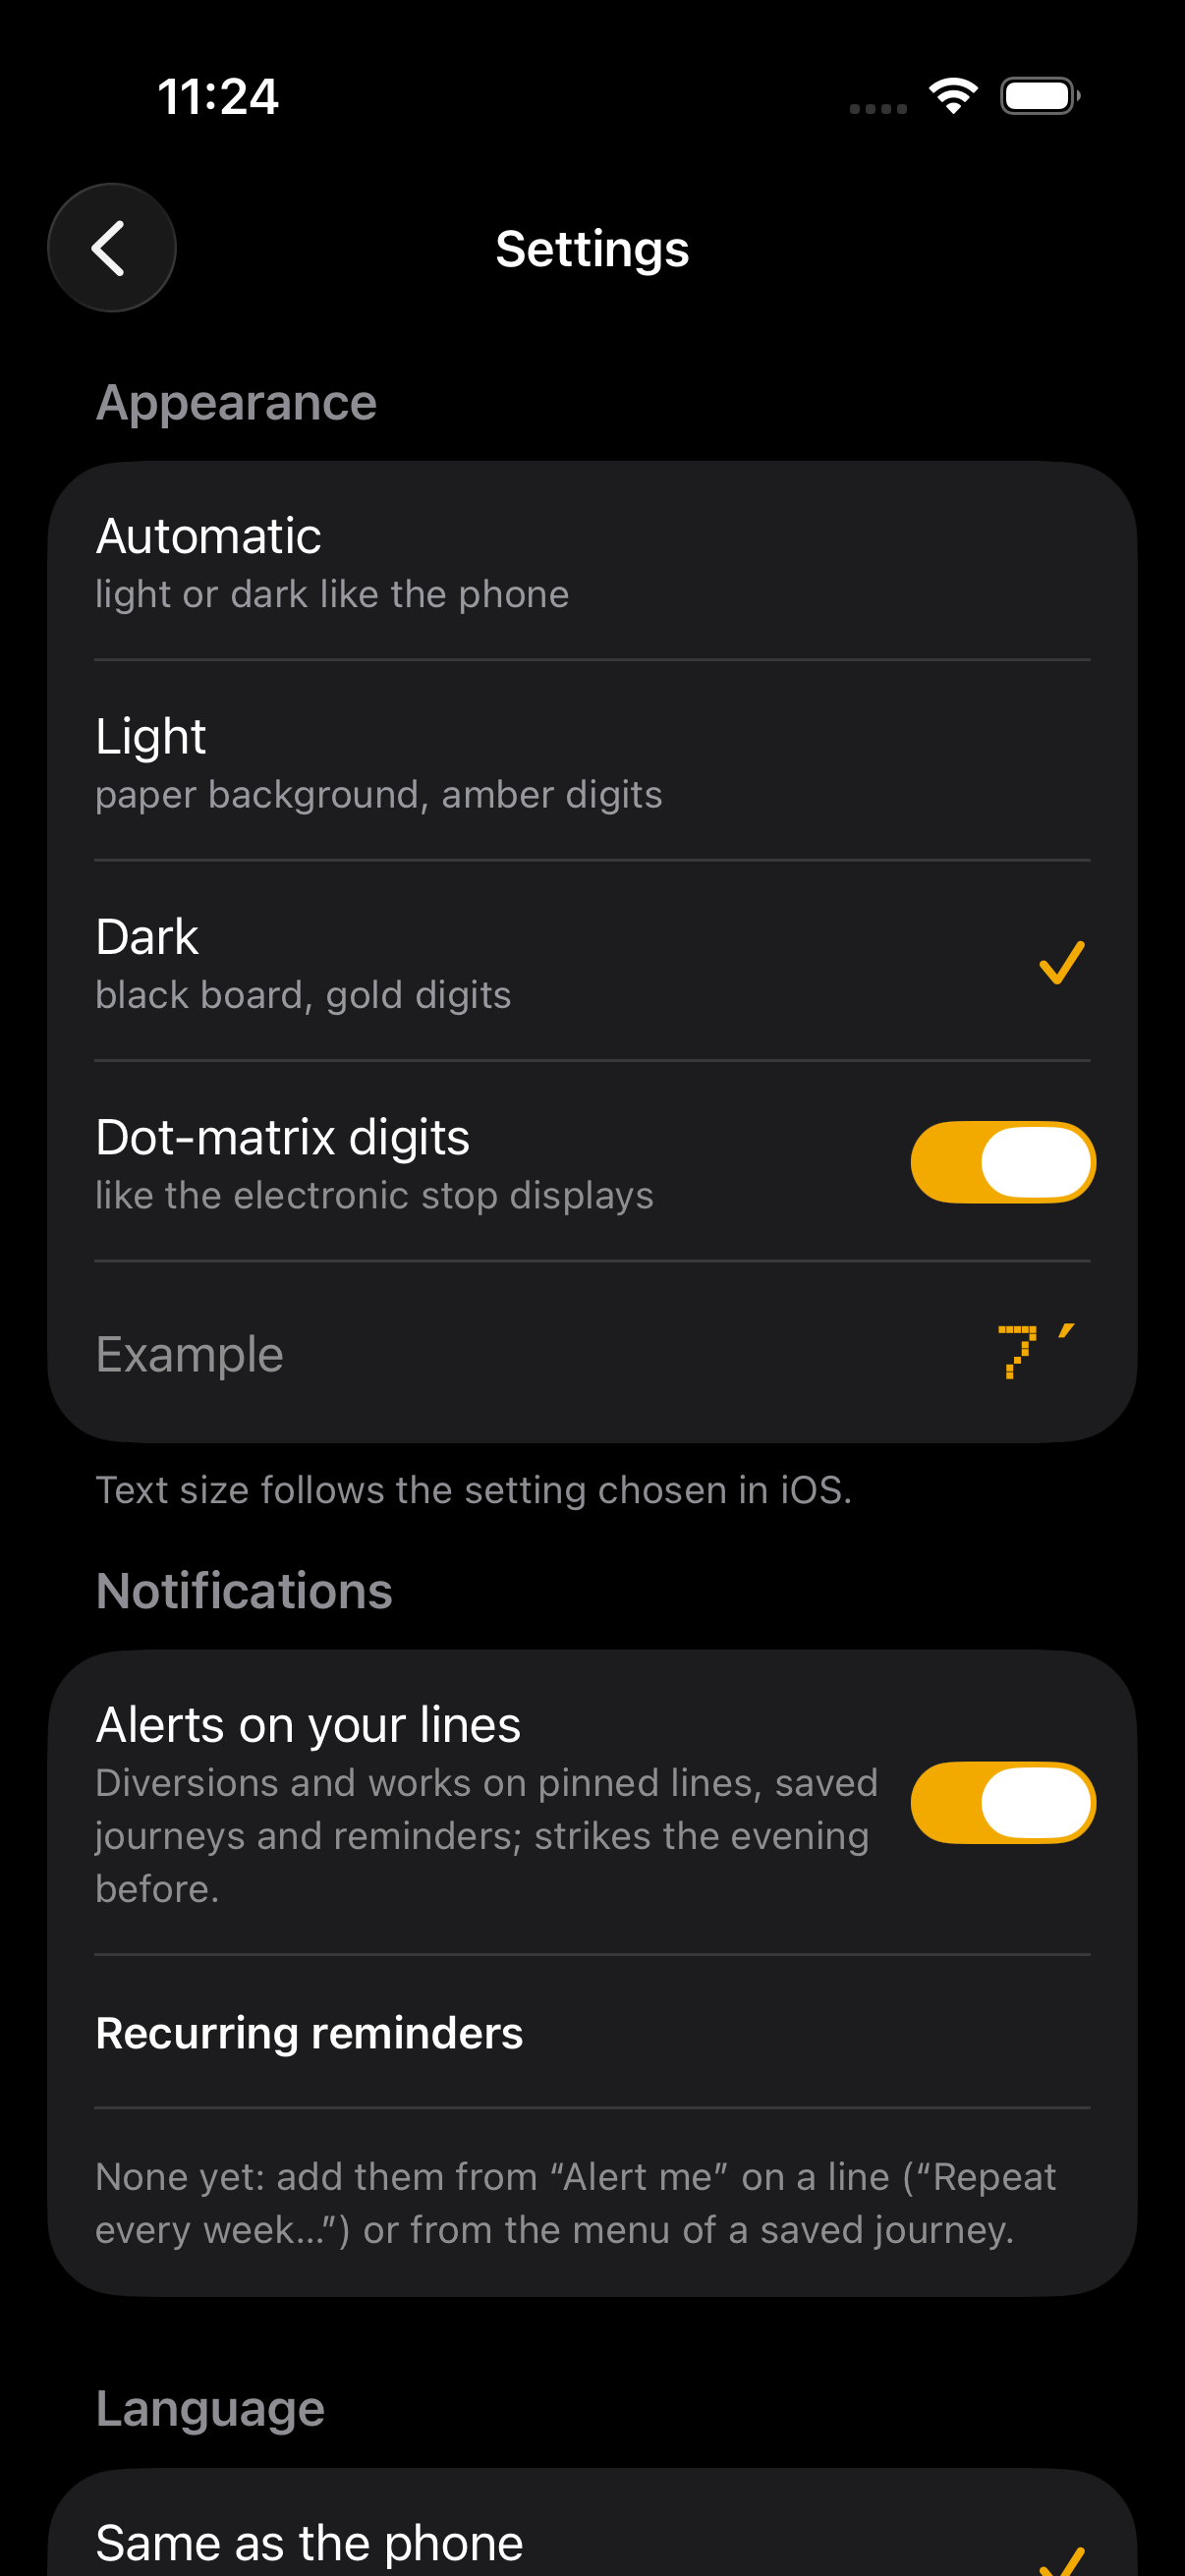 11:24
Settings
Appearance
Automatic
light or dark like the phone
Light
paper background, amber digits
Dark
black board, gold digits
Dot-matrix digits
like the electronic stop displays
Example
7′
Text size follows the setting chosen in iOS.
Notifications
Alerts on your lines
Diversions and works on pinned lines, saved
journeys and reminders; strikes the evening
before.
Recurring reminders
None yet: add them from “Alert me” on a line (“Repeat
every week…”) or from the menu of a saved journey.
Language
Same as the phone